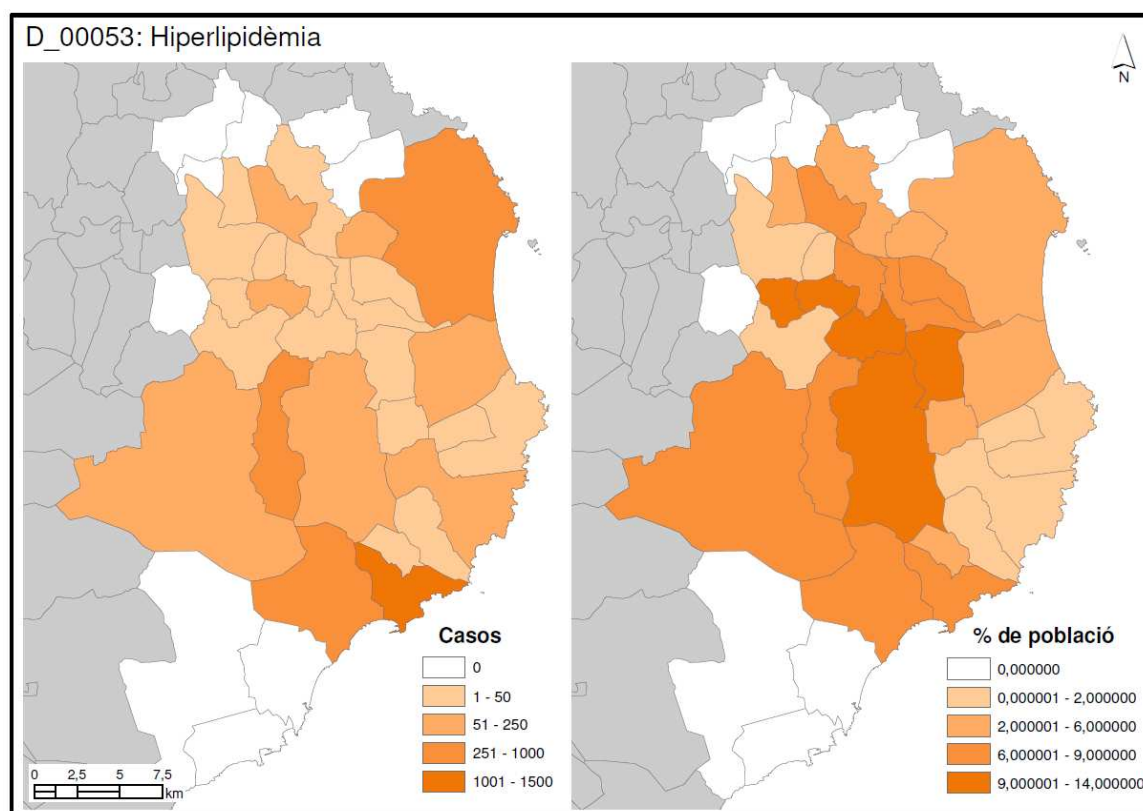 D_00053: Hiperlipidèmia
N
Casos
0
1 - 50
51 - 250
251 - 1000
1001 - 1500
0 2,5 5 7,5
km
% de població
0,000000
0,000001 - 2,000000
2,000001 - 6,000000
6,000001 - 9,000000
9,000001 - 14,000000